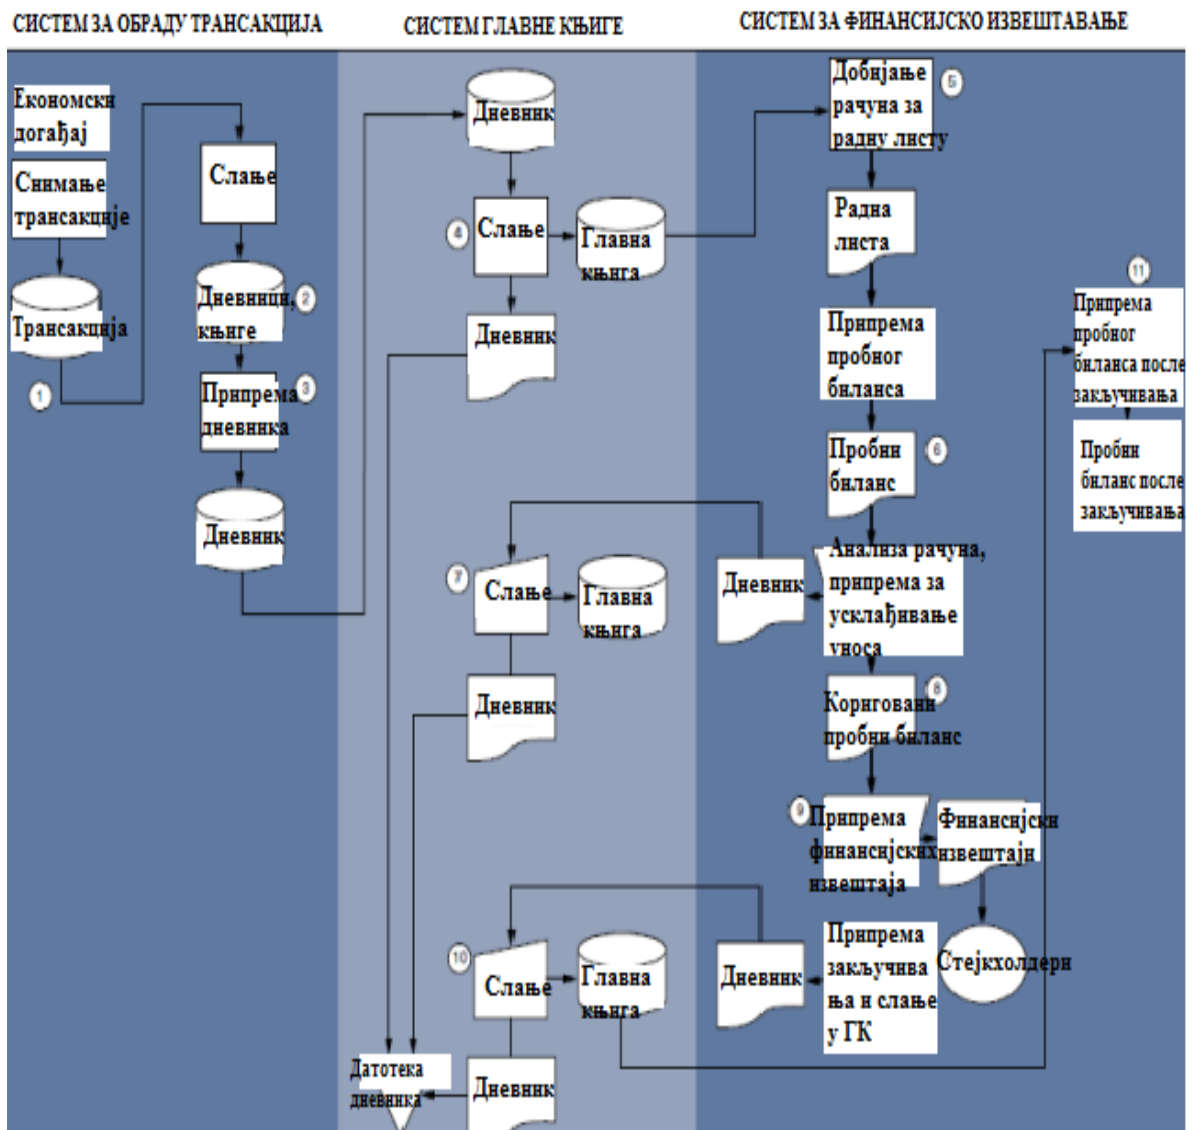 СИСТЕМ ЗА ОБРАДУ ТРАНСАКЦИЈА
СИСТЕМ ГЛАВНЕ КЊИГЕ
СИСТЕМ ЗА ФИНАНСИЈСКО ИЗВЕШТАВАЊЕ
Економски
догађај
Снимање
трансакције
Трансакција
1
Слање
Дневници,
књиге
2
Припрема
дневника
3
Дневник
Дневник
4
Слање
Главна
књига
Дневник
7
Слање
Главна
књига
Дневник
10
Слање
Главна
књига
Дневник
Датотека
дневника
Добијање
рачуна за
радну листу
5
Радна
листа
Припрема
пробног
биланса
Пробни
биланс
6
Анализа рачуна,
припрема за
усклађивање
уноса
Дневник
Кориговани
пробни биланс
8
9
Припрема
финансијских
извештаја
Финансијски
извештаји
Стејкхолдери
Припрема
закључива
ња и слање
у ГК
Дневник
11
Припрема
пробног
биланса после
закључивања
Пробни
биланс после
закључивања